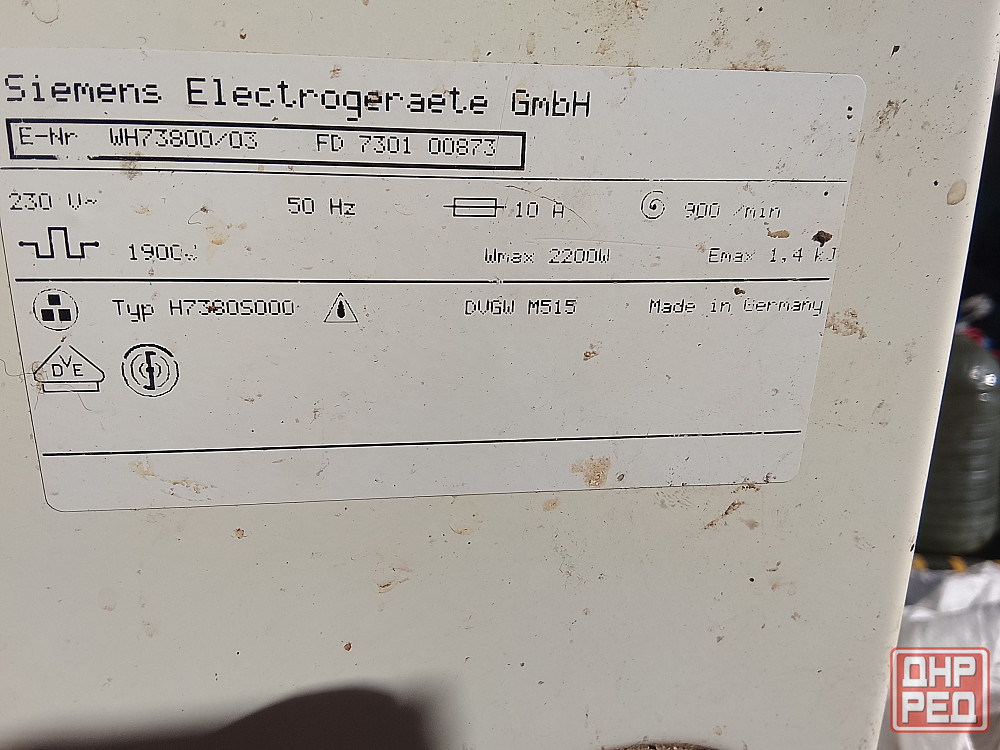 Siemens Electrogeraete GmbH
E-Nr WH73800/03 FD 7301 00873
230 V~ 50 Hz 10 A 900 /min
1900W Wmax 2200W Emax 1,4 kJ
Typ H7380S000 DVGW M515 Made in Germany
DVE
ДНР
РЕД